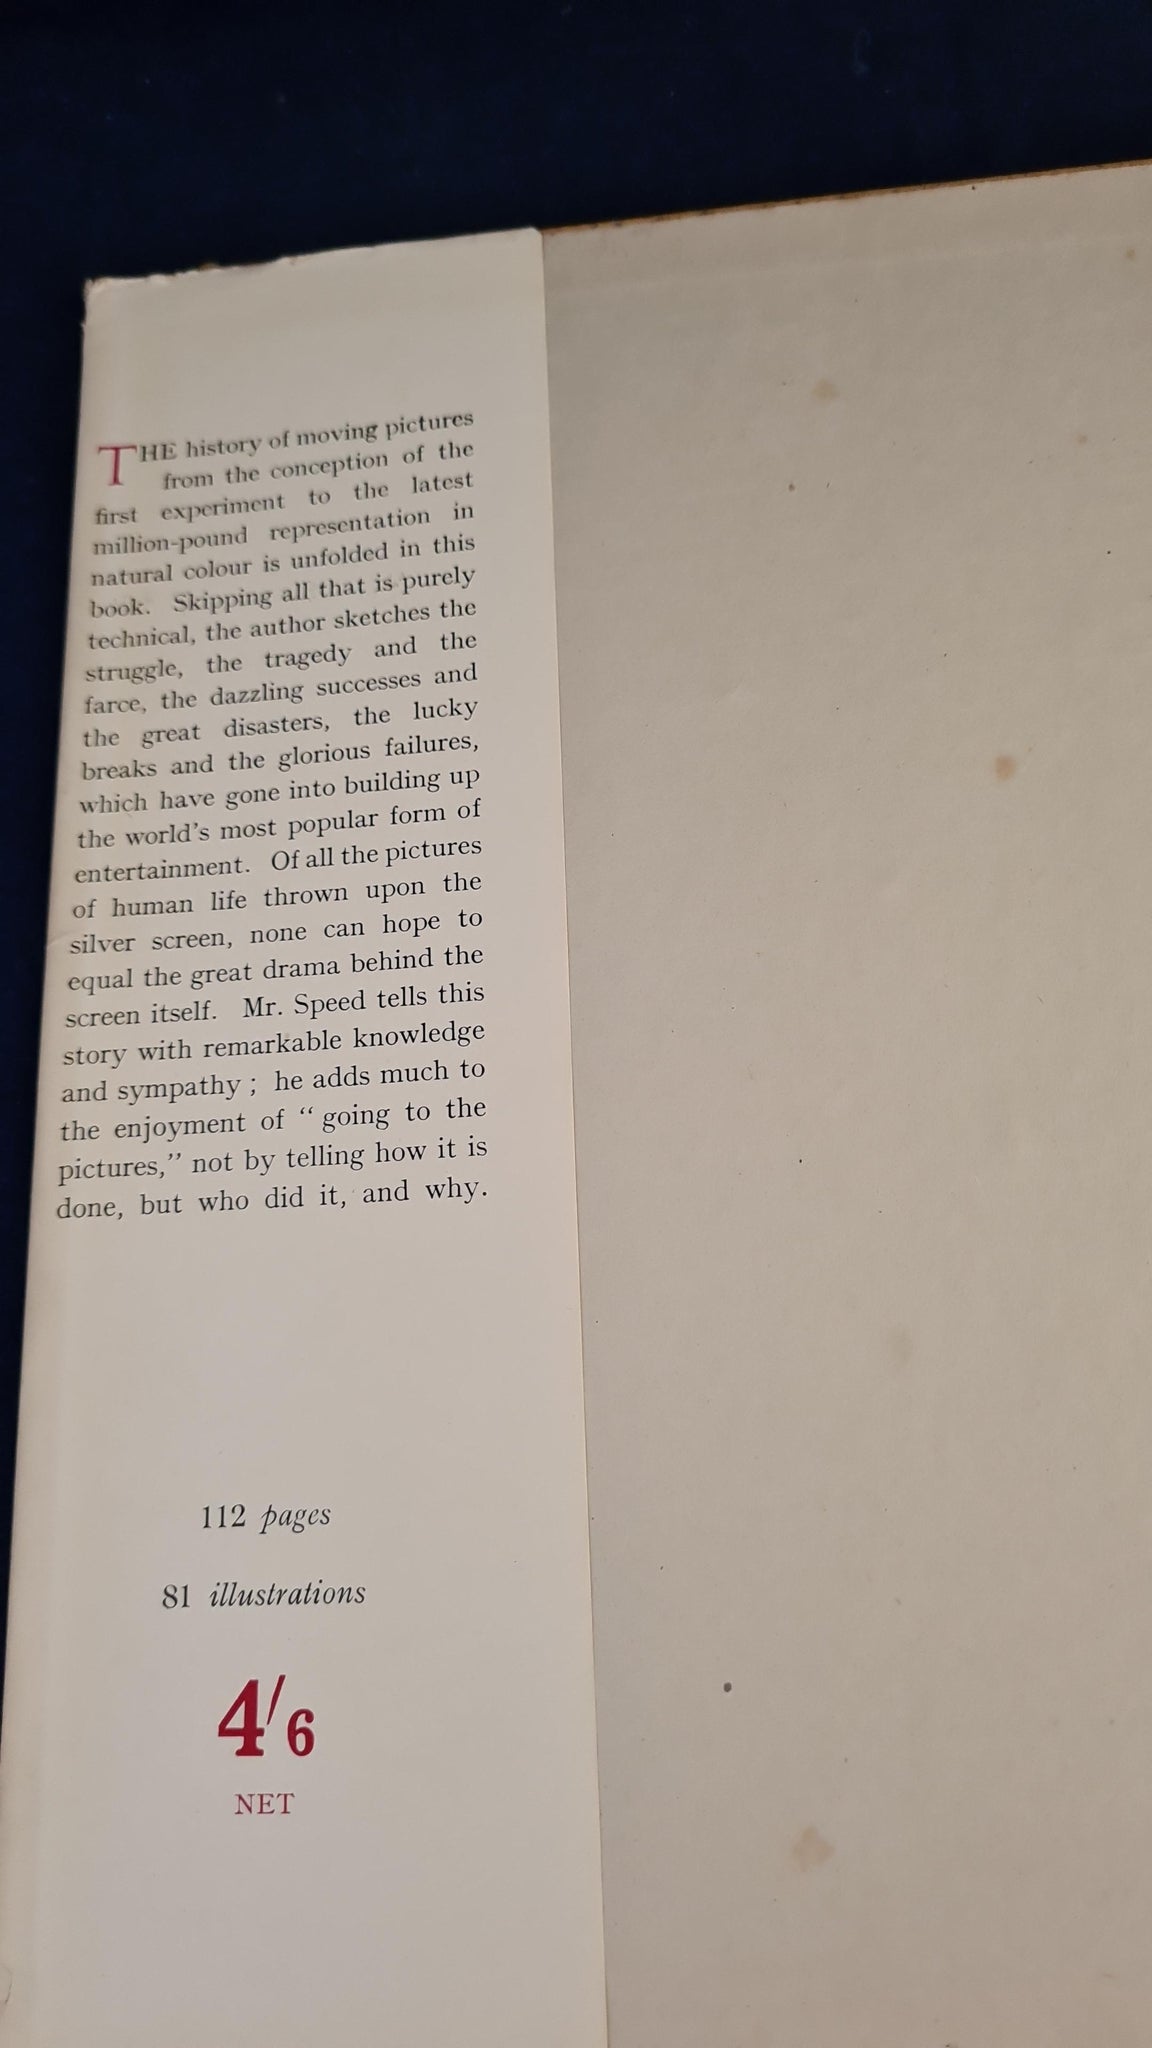 THE history of moving pictures
from the conception of the
first experiment to the latest
million-pound representation in
natural colour is unfolded in this
book. Skipping all that is purely
technical, the author sketches the
struggle, the tragedy and the
farce, the dazzling successes and
the great disasters, the lucky
breaks and the glorious failures,
which have gone into building up
the world's most popular form of
entertainment. Of all the pictures
of human life thrown upon the
silver screen, none can hope to
equal the great drama behind the
screen itself. Mr. Speed tells this
story with remarkable knowledge
and sympathy ; he adds much to
the enjoyment of “ going to the
pictures,” not by telling how it is
done, but who did it, and why.
112 pages
81 illustrations
4/6
NET